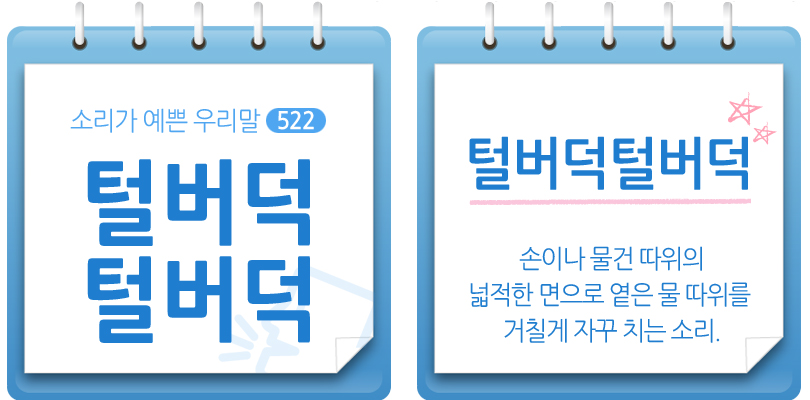 소리가 예쁜 우리말 522
털버덕
털버덕
털버덕털버덕
손이나 물건 따위의
넓적한 면으로 옅은 물 따위를
거칠게 자꾸 치는 소리.